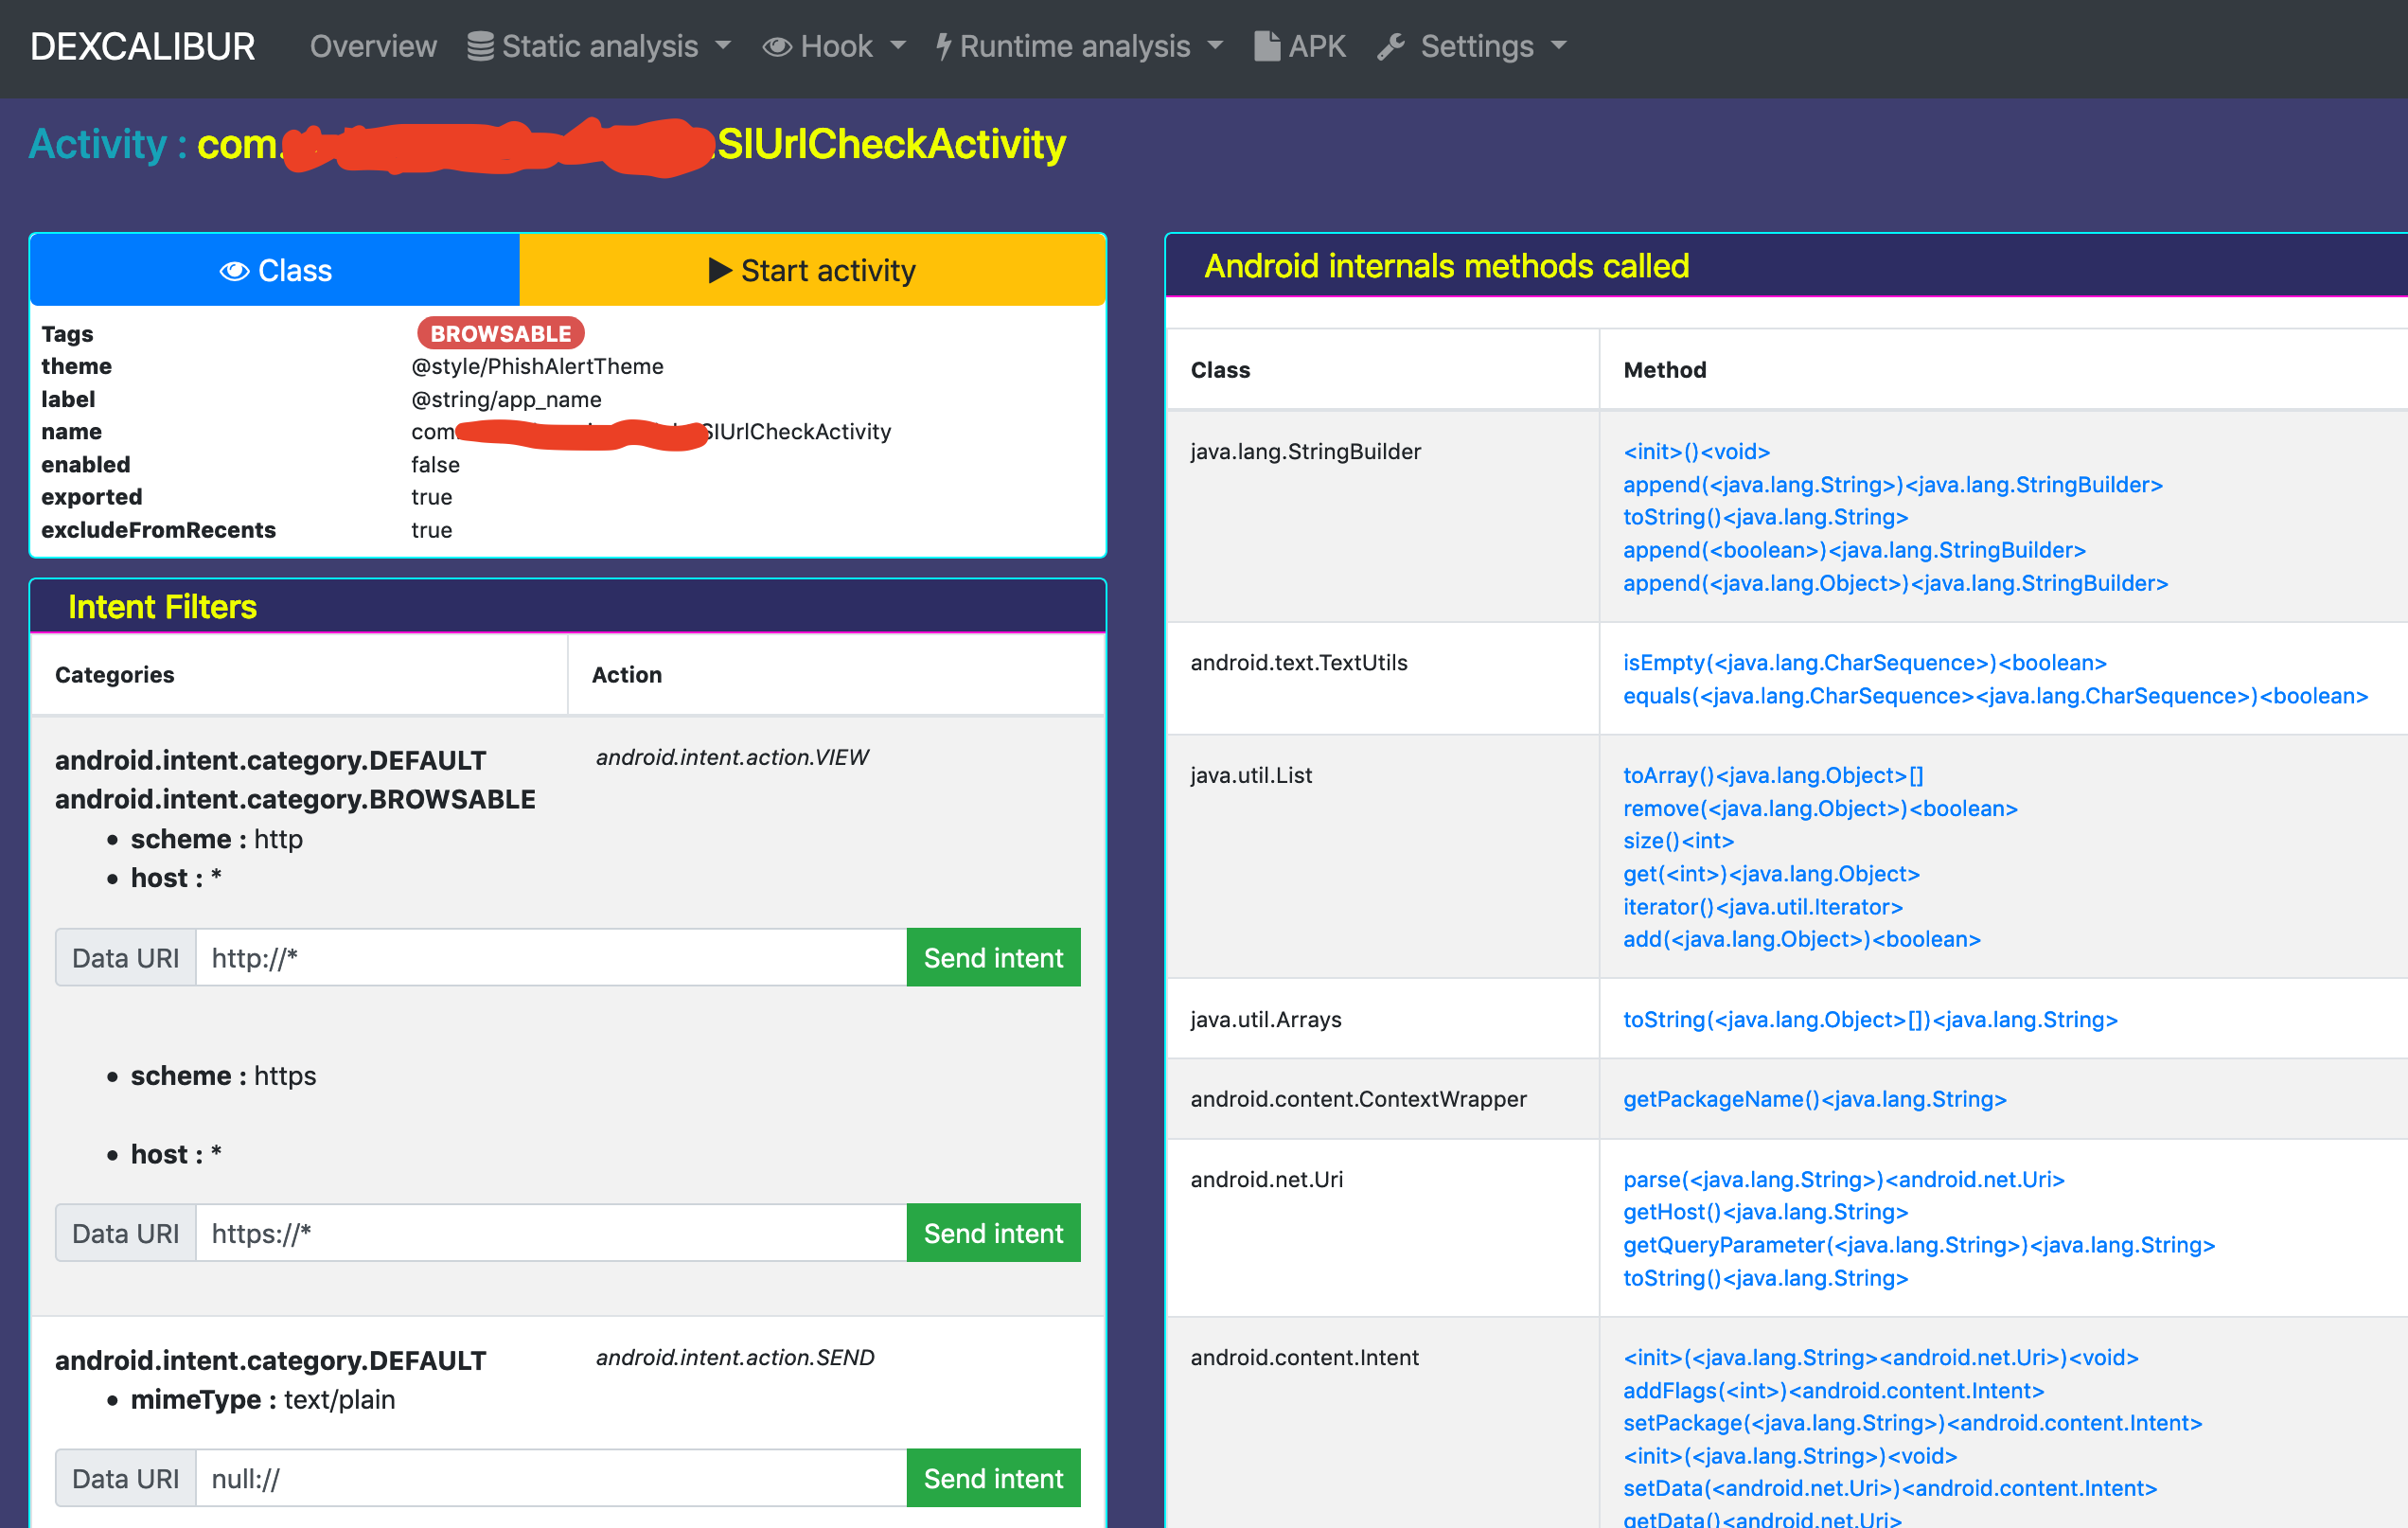 DEXCALIBUR Overview Static analysis Hook Runtime analysis APK Settings
Activity : com. .SlUrlCheckActivity
Class Start activity
Tags BROWSABLE
theme @style/PhishAlertTheme
label @string/app_name
name com SlUrlCheckActivity
enabled false
exported true
excludeFromRecents true
Intent Filters
Categories Action
android.intent.category.DEFAULT android.intent.action.VIEW
android.intent.category.BROWSABLE
• scheme : http
• host : *
Data URI http://* Send intent
• scheme : https
• host : *
Data URI https://* Send intent
android.intent.category.DEFAULT android.intent.action.SEND
• mimeType : text/plain
Data URI null:// Send intent
Android internals methods called
Class Method
java.lang.StringBuilder <init>()<void>
append(<java.lang.String>)<java.lang.StringBuilder>
toString()<java.lang.String>
append(<boolean>)<java.lang.StringBuilder>
append(<java.lang.Object>)<java.lang.StringBuilder>
android.text.TextUtils isEmpty(<java.lang.CharSequence>)<boolean>
equals(<java.lang.CharSequence><java.lang.CharSequence>)<boolean>
java.util.List toArray()<java.lang.Object>[]
remove(<java.lang.Object>)<boolean>
size()<int>
get(<int>)<java.lang.Object>
iterator()<java.util.Iterator>
add(<java.lang.Object>)<boolean>
java.util.Arrays toString(<java.lang.Object>[])<java.lang.String>
android.content.ContextWrapper getPackageName()<java.lang.String>
android.net.Uri parse(<java.lang.String>)<android.net.Uri>
getHost()<java.lang.String>
getQueryParameter(<java.lang.String>)<java.lang.String>
toString()<java.lang.String>
android.content.Intent <init>(<java.lang.String><android.net.Uri>)<void>
addFlags(<int>)<android.content.Intent>
setPackage(<java.lang.String>)<android.content.Intent>
<init>(<java.lang.String>)<void>
setData(<android.net.Uri>)<android.content.Intent>
getData()<android.net.Uri>